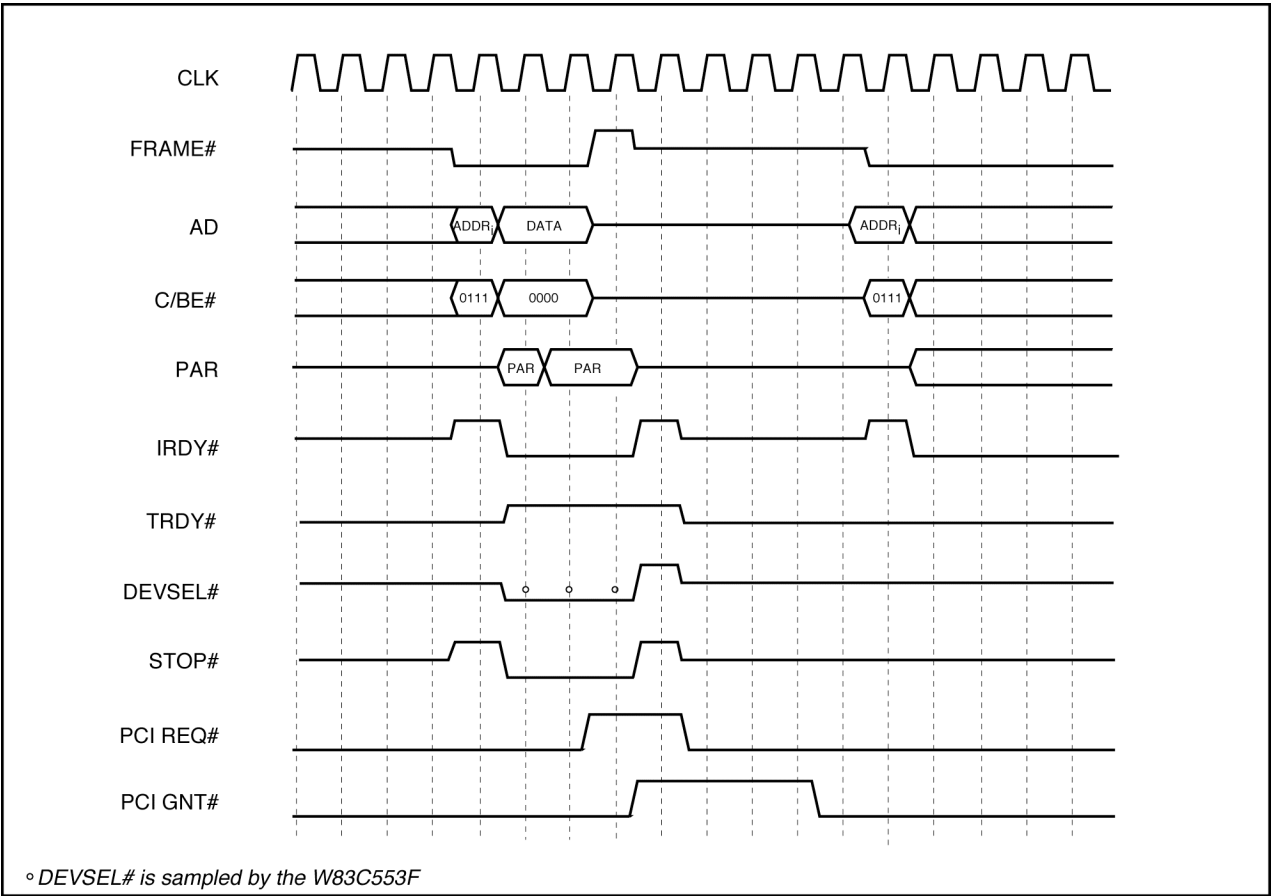 CLK
FRAME#
AD
ADDRi
DATA
ADDRi
C/BE#
0111
0000
0111
PAR
PAR
PAR
IRDY#
TRDY#
DEVSEL#
STOP#
PCI REQ#
PCI GNT#
DEVSEL# is sampled by the W83C553F